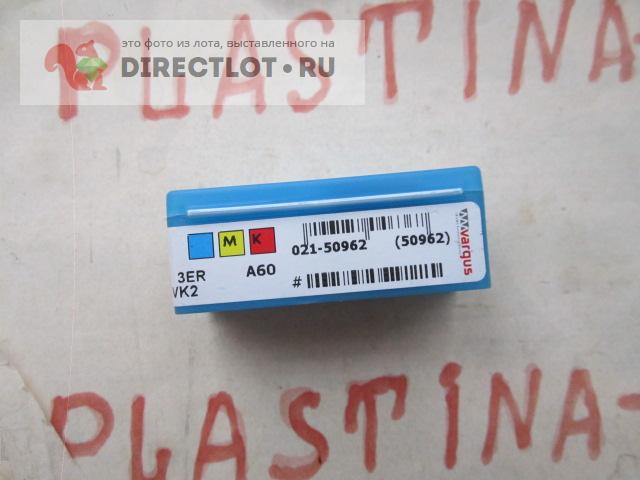 это фото из лота, выставленного на
DIRECTLOT·RU
PLASTINA-
M K
021-50962 (50962)
vargus
3ER A60
VK2 #
PLASTINA-